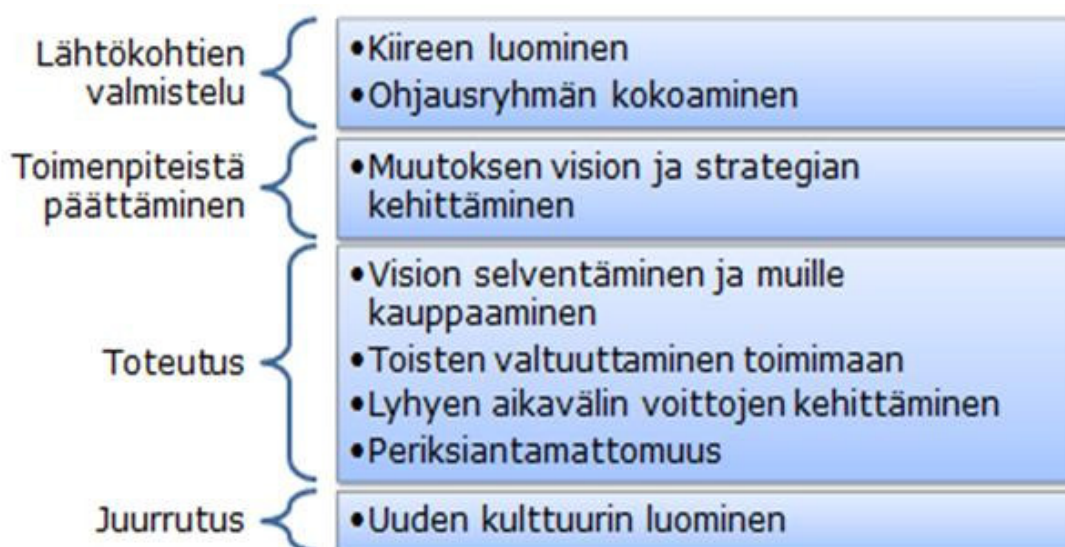 Lähtökohtien
valmistelu
•Kiireen luominen
•Ohjausryhmän kokoaminen
Toimenpiteistä
päättäminen
•Muutoksen vision ja strategian
kehittäminen
Toteutus
•Vision selventäminen ja muille
kauppaaminen
•Toisten valtuuttaminen toimimaan
•Lyhyen aikavälin voittojen kehittäminen
•Periksiantamattomuus
Juurrutus
•Uuden kulttuurin luominen